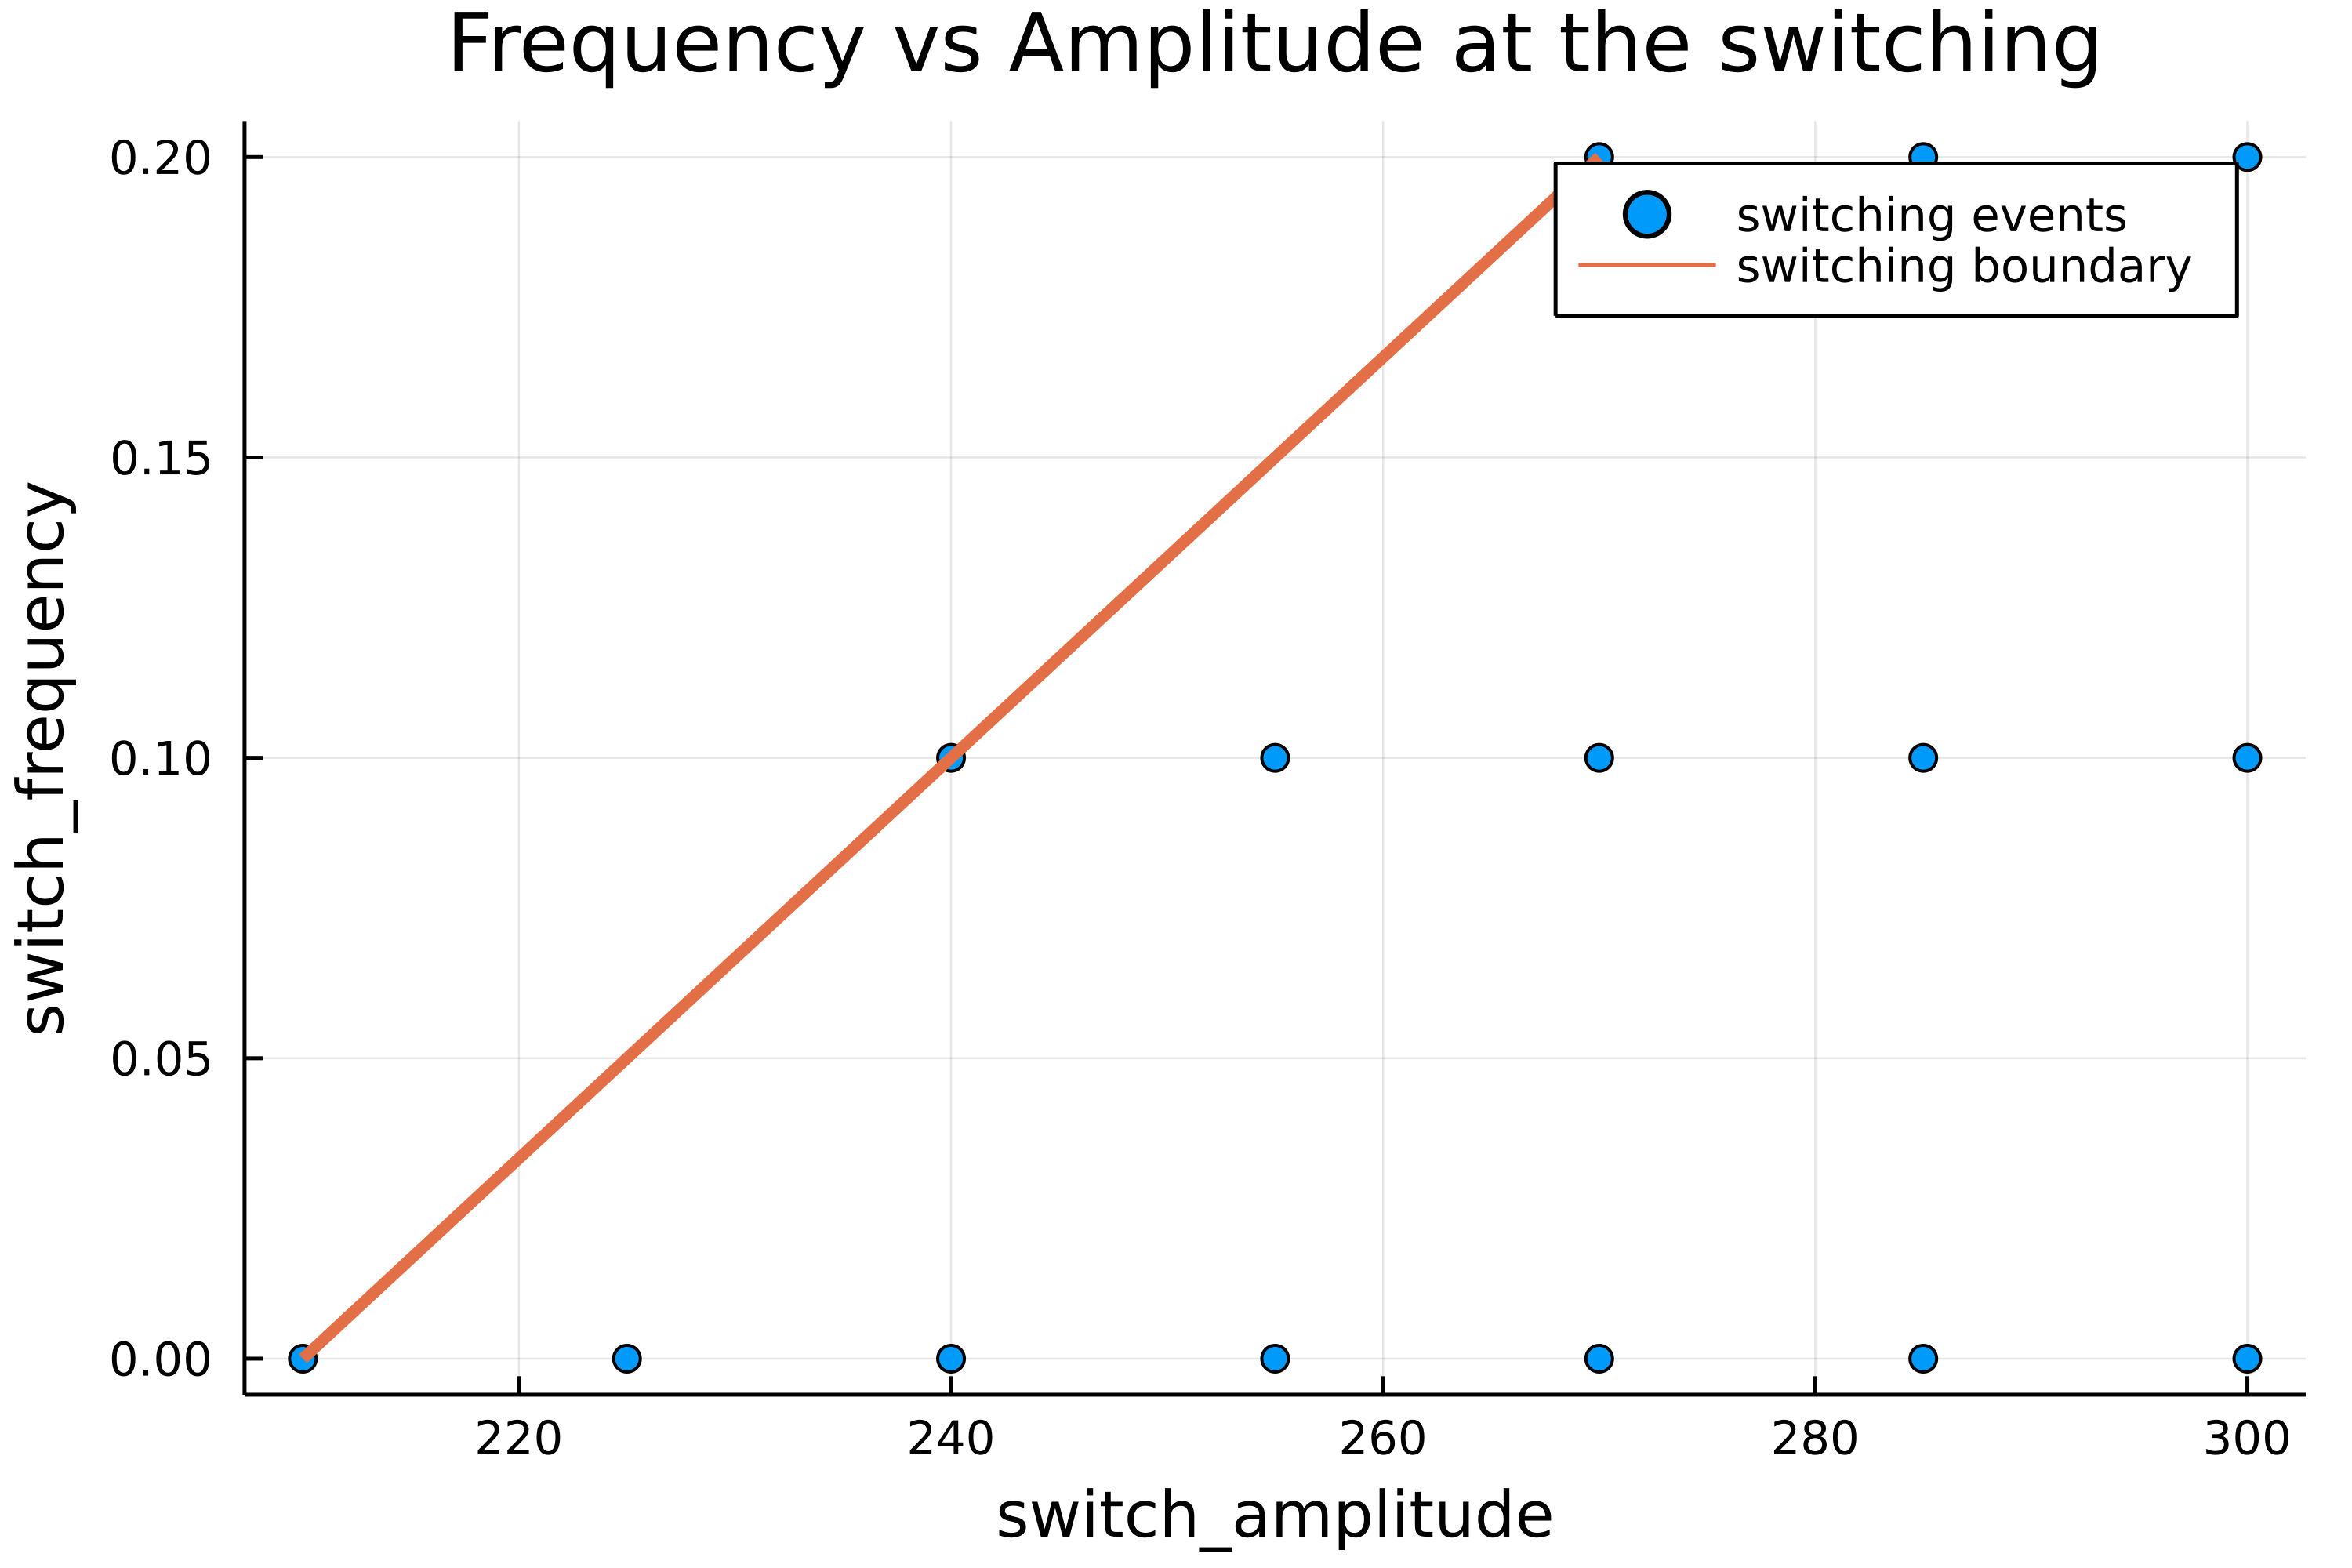 Frequency vs Amplitude at the switching
switch_frequency
0.20
0.15
0.10
0.05
0.00
switching events
switching boundary
220 240 260 280 300
switch_amplitude